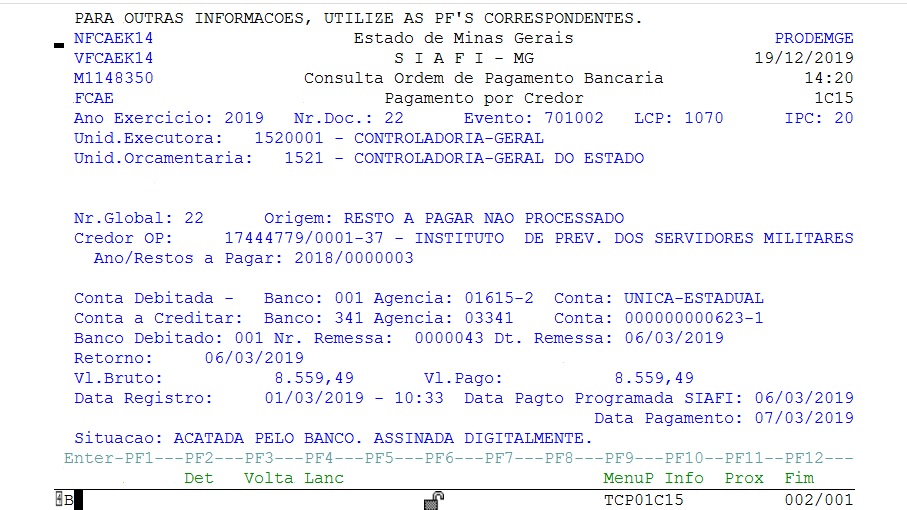 PARA OUTRAS INFORMACOES, UTILIZE AS PF'S CORRESPONDENTES.
NFCAEK14 Estado de Minas Gerais PRODEMGE
VFCAEK14 S I A F I - MG 19/12/2019
M1148350 Consulta Ordem de Pagamento Bancaria 14:20
FCAE Pagamento por Credor 1C15
Ano Exercicio: 2019 Nr.Doc.: 22 Evento: 701002 LCP: 1070 IPC: 20
Unid.Executora: 1520001 - CONTROLADORIA-GERAL
Unid.Orcamentaria: 1521 - CONTROLADORIA-GERAL DO ESTADO
Nr.Global: 22 Origem: RESTO A PAGAR NAO PROCESSADO
Credor OP: 17444779/0001-37 - INSTITUTO DE PREV. DOS SERVIDORES MILITARES
Ano/Restos a Pagar: 2018/0000003
Conta Debitada - Banco: 001 Agencia: 01615-2 Conta: UNICA-ESTADUAL
Conta a Creditar: Banco: 341 Agencia: 03341 Conta: 000000000623-1
Banco Debitado: 001 Nr. Remessa: 0000043 Dt. Remessa: 06/03/2019
Retorno: 06/03/2019
Vl.Bruto: 8.559,49 Vl.Pago: 8.559,49
Data Registro: 01/03/2019 - 10:33 Data Pagto Programada SIAFI: 06/03/2019
Data Pagamento: 07/03/2019
Situacao: ACATADA PELO BANCO. ASSINADA DIGITALMENTE.
Enter-PF1---PF2---PF3---PF4---PF5---PF6---PF7---PF8---PF9---PF10--PF11--PF12---
Det Volta Lanc MenuP Info Prox Fim
B TCP01C15 002/001